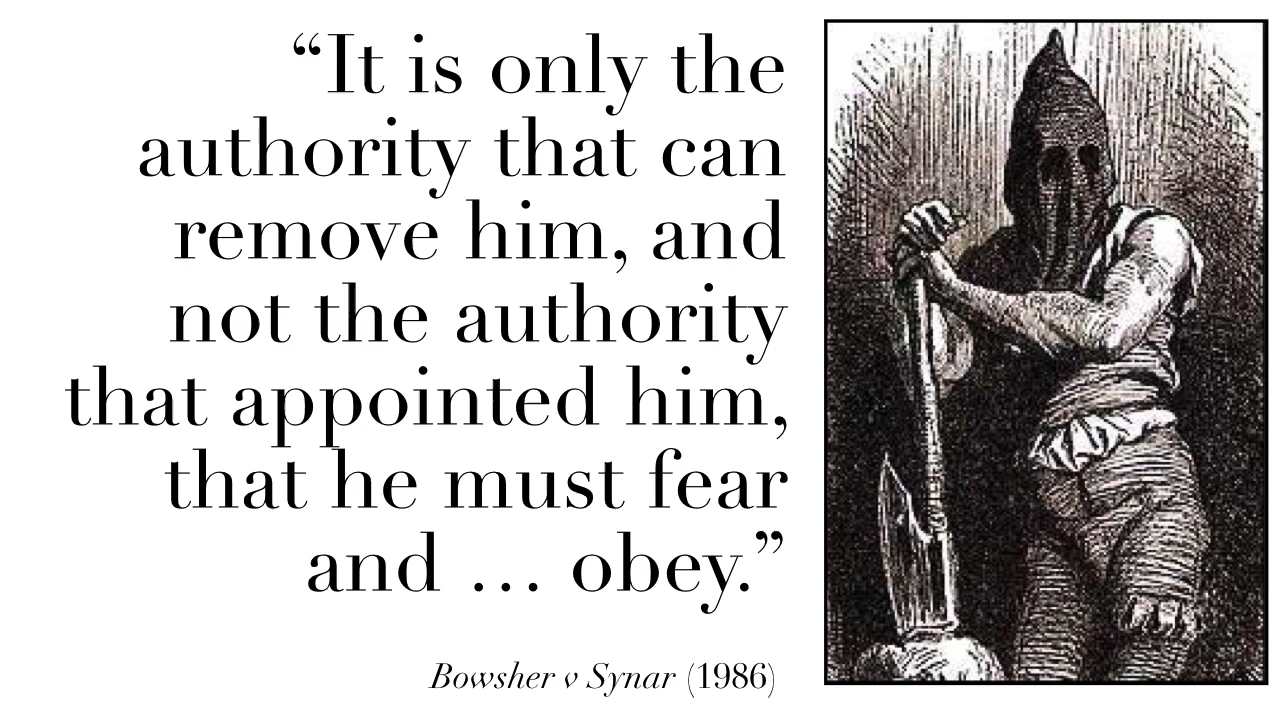 “It is only the
authority that can
remove him, and
not the authority
that appointed him,
that he must fear
and … obey.”
Bowsher v Synar (1986)